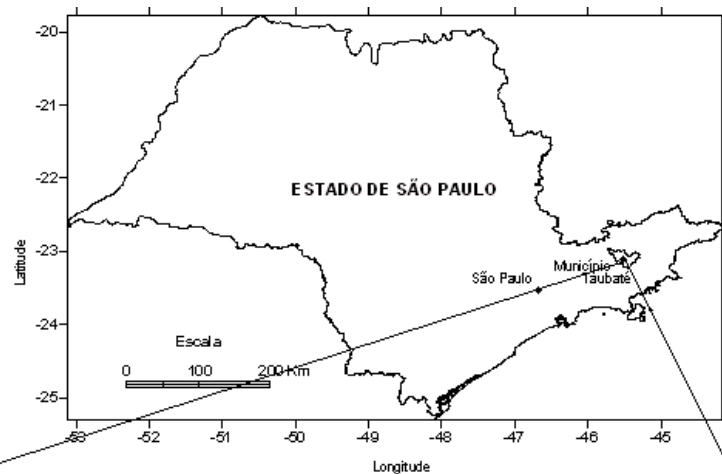 -20
-21
-22
-23
-24
-25
Latitude
ESTADO DE SÃO PAULO
São Paulo
Município
Taubaté
Escala
0 100 200 Km
-53 -52 -51 -50 -49 -48 -47 -46 -45
Longitude